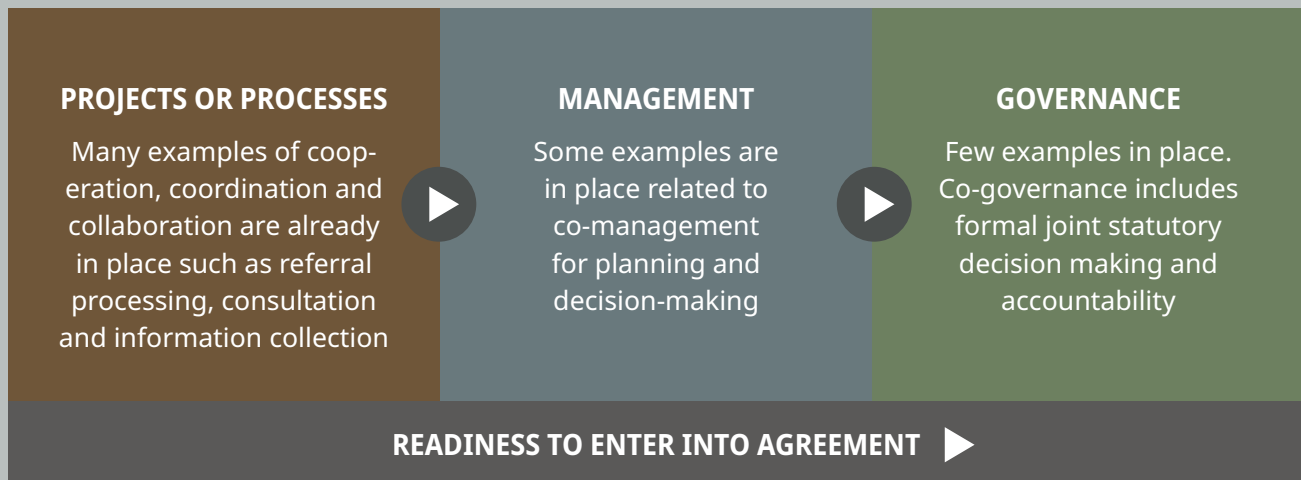 PROJECTS OR PROCESSES
Many examples of coop-
eration, coordination and
collaboration are already
in place such as referral
processing, consultation
and information collection
MANAGEMENT
Some examples are
in place related to
co-management
for planning and
decision-making
GOVERNANCE
Few examples in place.
Co-governance includes
formal joint statutory
decision making and
accountability
READINESS TO ENTER INTO AGREEMENT